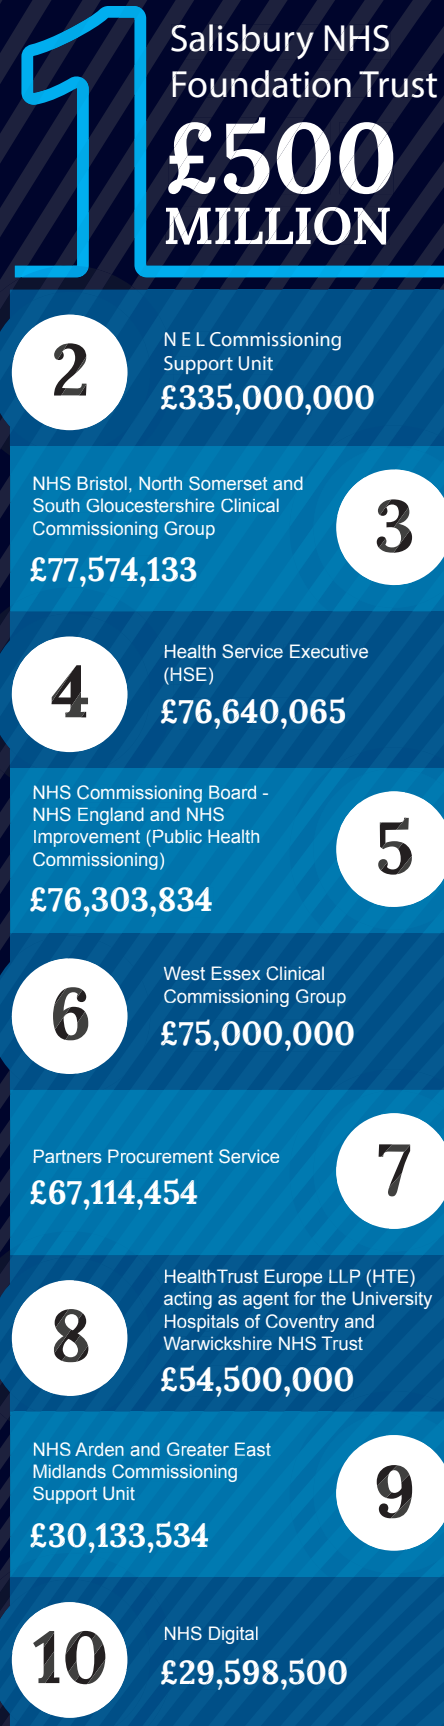 1
Salisbury NHS
Foundation Trust
£500
MILLION
2
N E L Commissioning
Support Unit
£335,000,000
NHS Bristol, North Somerset and
South Gloucestershire Clinical
Commissioning Group
£77,574,133
3
4
Health Service Executive
(HSE)
£76,640,065
NHS Commissioning Board -
NHS England and NHS
Improvement (Public Health
Commissioning)
£76,303,834
5
6
West Essex Clinical
Commissioning Group
£75,000,000
Partners Procurement Service
£67,114,454
7
8
HealthTrust Europe LLP (HTE)
acting as agent for the University
Hospitals of Coventry and
Warwickshire NHS Trust
£54,500,000
NHS Arden and Greater East
Midlands Commissioning
Support Unit
£30,133,534
9
10
NHS Digital
£29,598,500